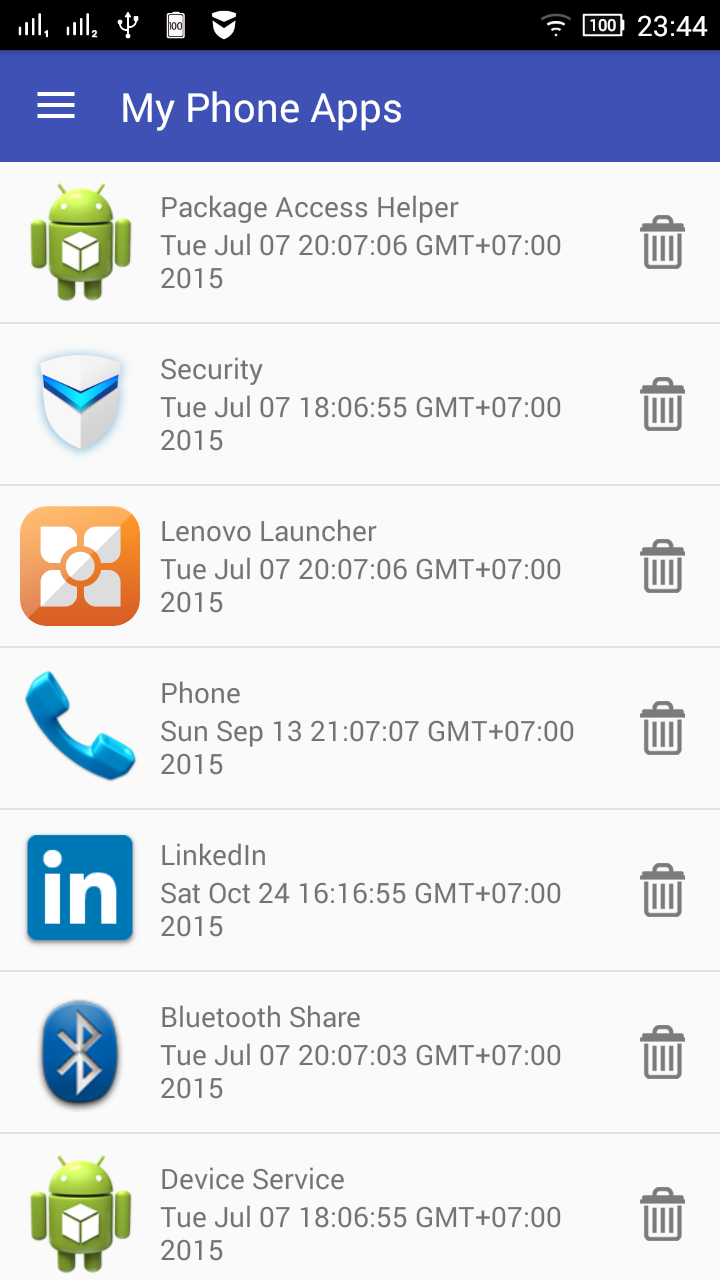 1 2 100 100 23:44
My Phone Apps
Package Access Helper
Tue Jul 07 20:07:06 GMT+07:00
2015
Security
Tue Jul 07 18:06:55 GMT+07:00
2015
Lenovo Launcher
Tue Jul 07 20:07:06 GMT+07:00
2015
Phone
Sun Sep 13 21:07:07 GMT+07:00
2015
LinkedIn
in
Sat Oct 24 16:16:55 GMT+07:00
2015
Bluetooth Share
Tue Jul 07 20:07:03 GMT+07:00
2015
Device Service
Tue Jul 07 18:06:55 GMT+07:00
2015